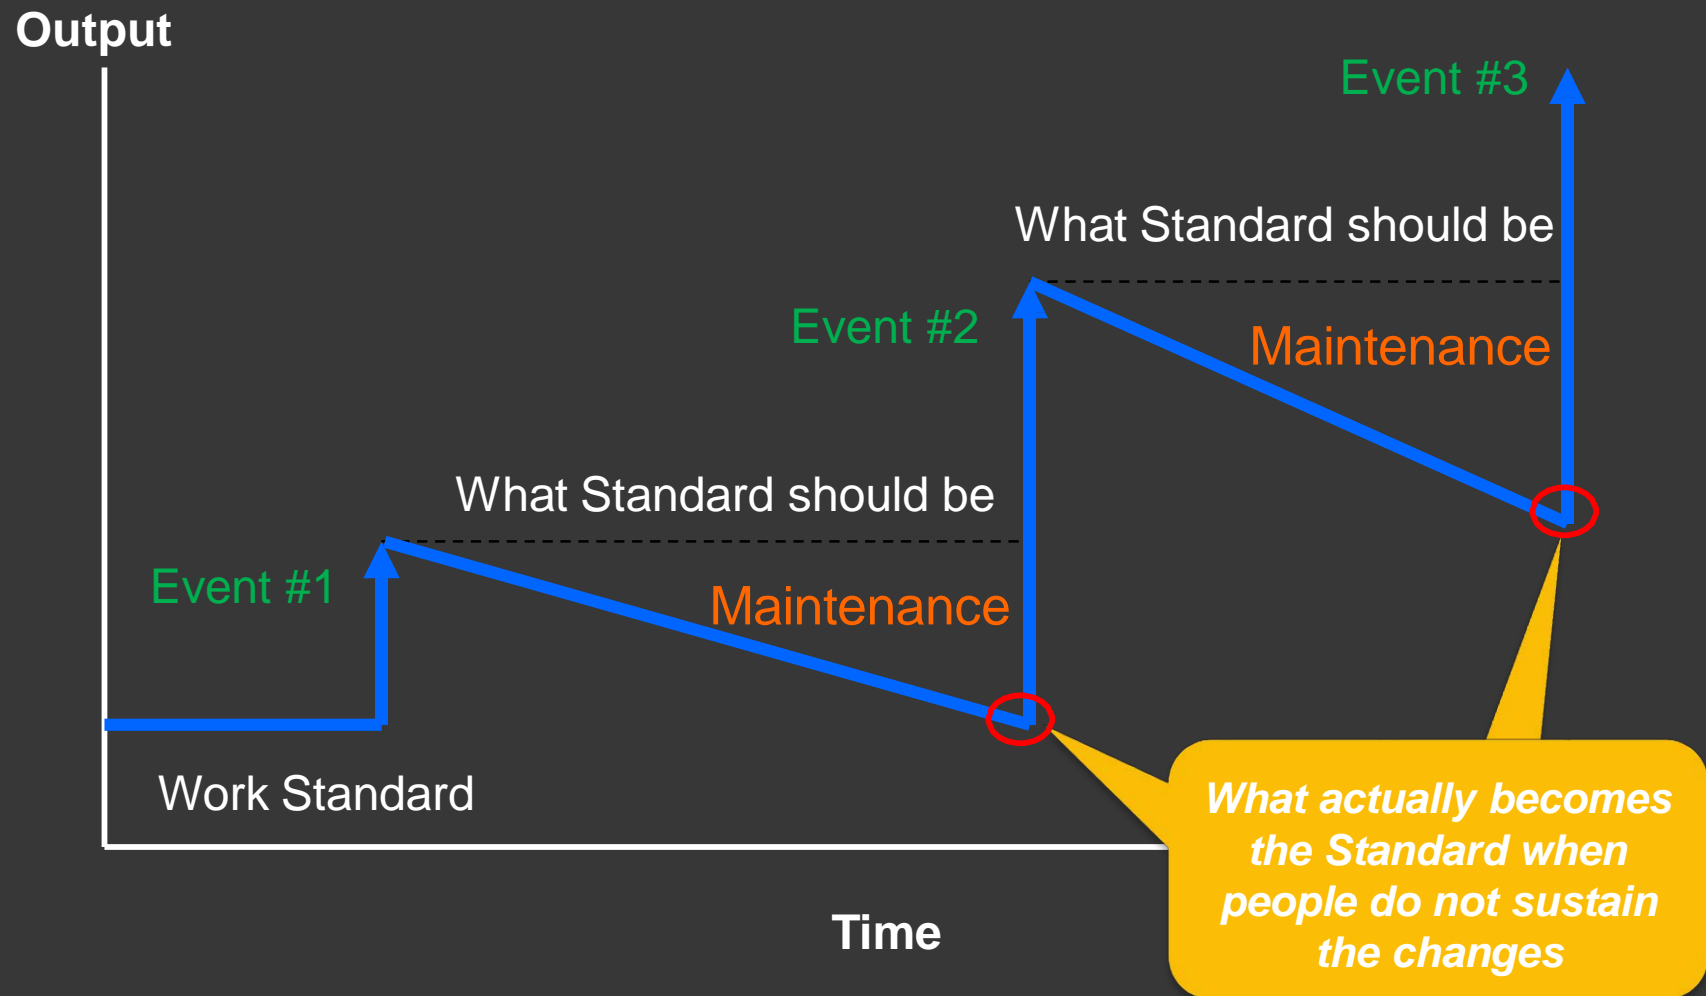 Output
Event #3
What Standard should be
Event #2
Maintenance
What Standard should be
Event #1
Maintenance
Work Standard
What actually becomes
the Standard when
people do not sustain
the changes
Time